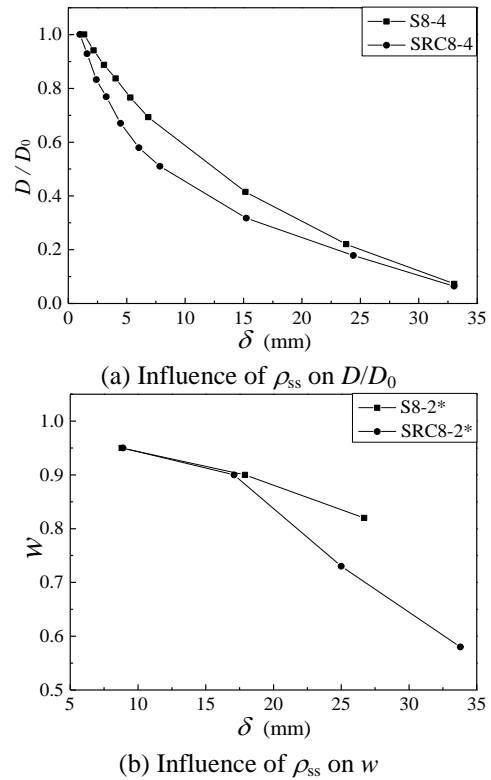 S8-4
SRC8-4
1.0
0.8
0.6
0.4
0.2
0.0
D / D₀
0 5 10 15 20 25 30 35
δ (mm)
(a) Influence of ρss on D/D₀
S8-2*
SRC8-2*
1.0
0.9
0.8
0.7
0.6
0.5
w
5 10 15 20 25 30 35
δ (mm)
(b) Influence of ρss on w